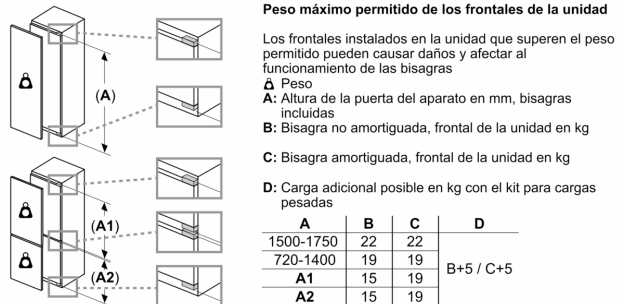 Peso máximo permitido de los frontales de la unidad
Los frontales instalados en la unidad que superen el peso
permitido pueden causar daños y afectar al
funcionamiento de las bisagras
Peso
A: Altura de la puerta del aparato en mm, bisagras
incluidas
B: Bisagra no amortiguada, frontal de la unidad en kg
C: Bisagra amortiguada, frontal de la unidad en kg
D: Carga adicional posible en kg con el kit para cargas
pesadas
A B C D
1500-1750 22 22
720-1400 19 19
B+5 / C+5
A1 15 19
A2 15 19
(A)
(A1)
(A2)